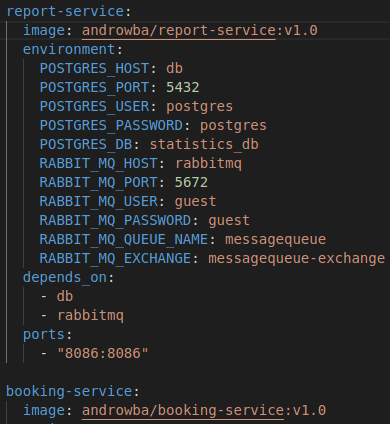 report-service:
  image: androwba/report-service:v1.0
  environment:
    POSTGRES_HOST: db
    POSTGRES_PORT: 5432
    POSTGRES_USER: postgres
    POSTGRES_PASSWORD: postgres
    POSTGRES_DB: statistics_db
    RABBIT_MQ_HOST: rabbitmq
    RABBIT_MQ_PORT: 5672
    RABBIT_MQ_USER: guest
    RABBIT_MQ_PASSWORD: guest
    RABBIT_MQ_QUEUE_NAME: messagequeue
    RABBIT_MQ_EXCHANGE: messagequeue-exchange
  depends_on:
    - db
    - rabbitmq
  ports:
    - "8086:8086"

booking-service:
  image: androwba/booking-service:v1.0